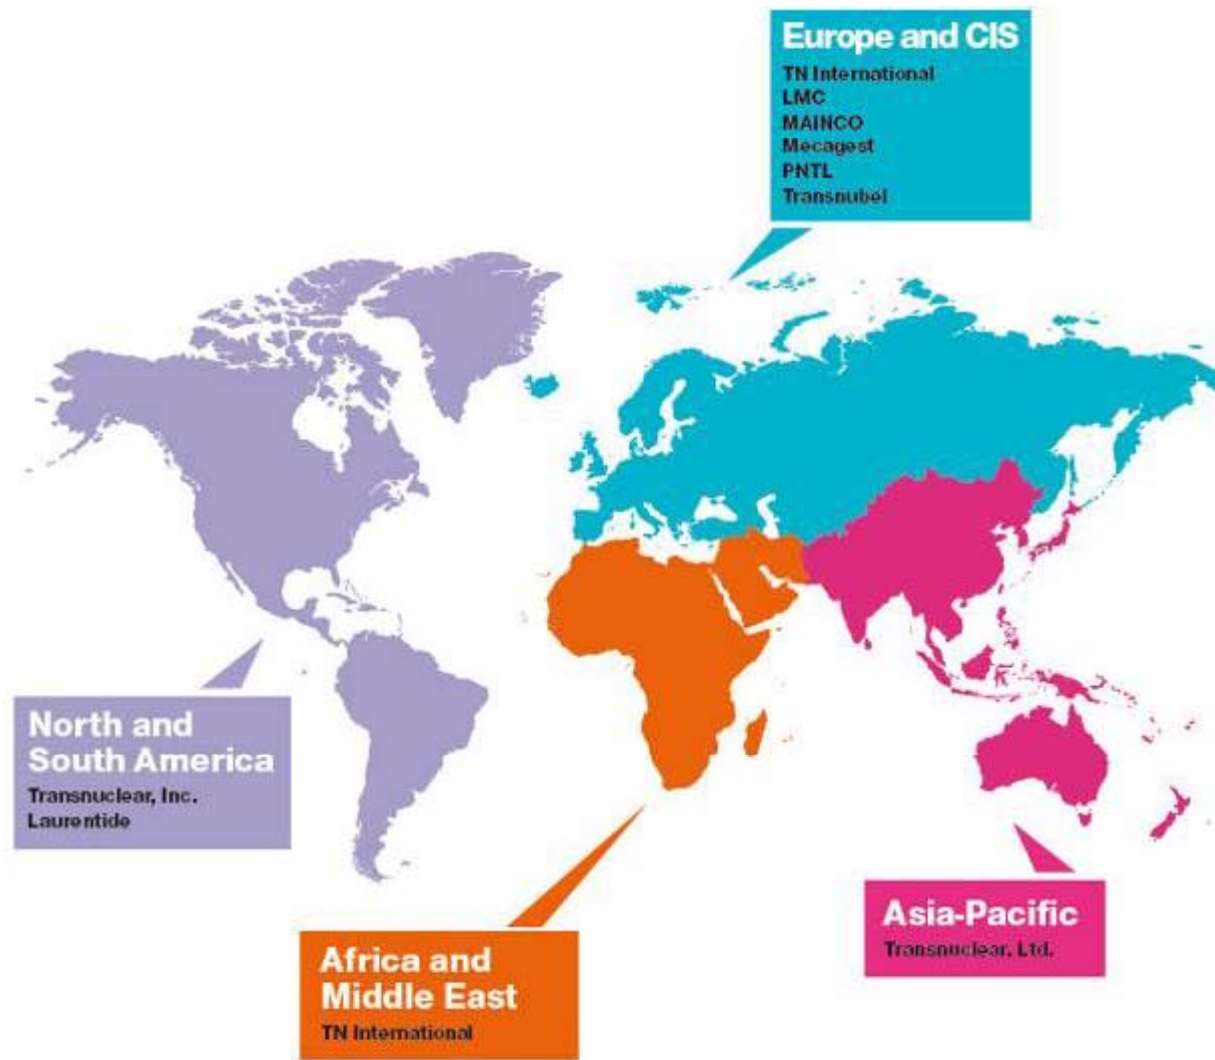 Europe and CIS
TN International
LMC
MAINCO
Mecagest
PNTL
Transnubel
North and
South America
Transnuclear, Inc.
Laurentide
Africa and
Middle East
TN International
Asia-Pacific
Transnuclear, Ltd.